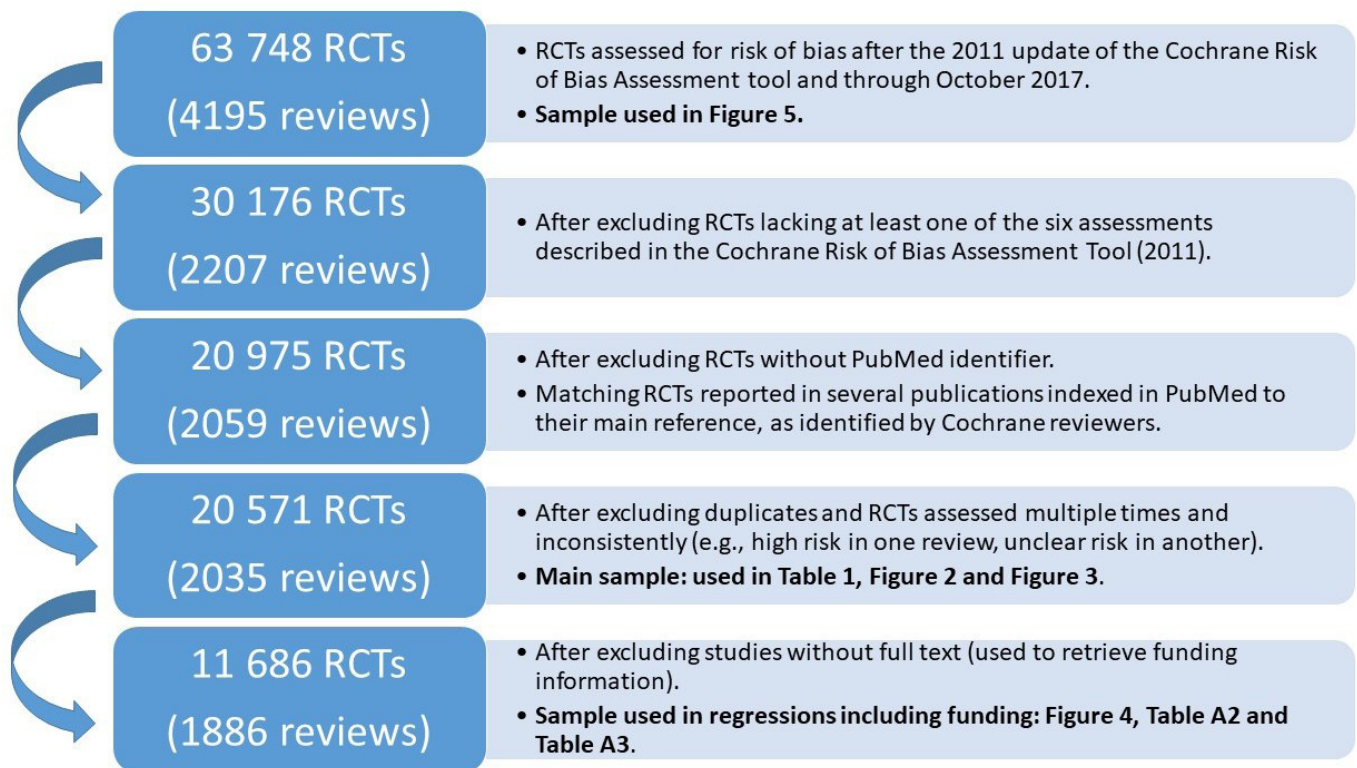 63 748 RCTs
(4195 reviews)
• RCTs assessed for risk of bias after the 2011 update of the Cochrane Risk
of Bias Assessment tool and through October 2017.
• Sample used in Figure 5.
30 176 RCTs
(2207 reviews)
• After excluding RCTs lacking at least one of the six assessments
described in the Cochrane Risk of Bias Assessment Tool (2011).
20 975 RCTs
(2059 reviews)
• After excluding RCTs without PubMed identifier.
• Matching RCTs reported in several publications indexed in PubMed to
their main reference, as identified by Cochrane reviewers.
20 571 RCTs
(2035 reviews)
• After excluding duplicates and RCTs assessed multiple times and
inconsistently (e.g., high risk in one review, unclear risk in another).
• Main sample: used in Table 1, Figure 2 and Figure 3.
11 686 RCTs
(1886 reviews)
• After excluding studies without full text (used to retrieve funding
information).
• Sample used in regressions including funding: Figure 4, Table A2 and
Table A3.